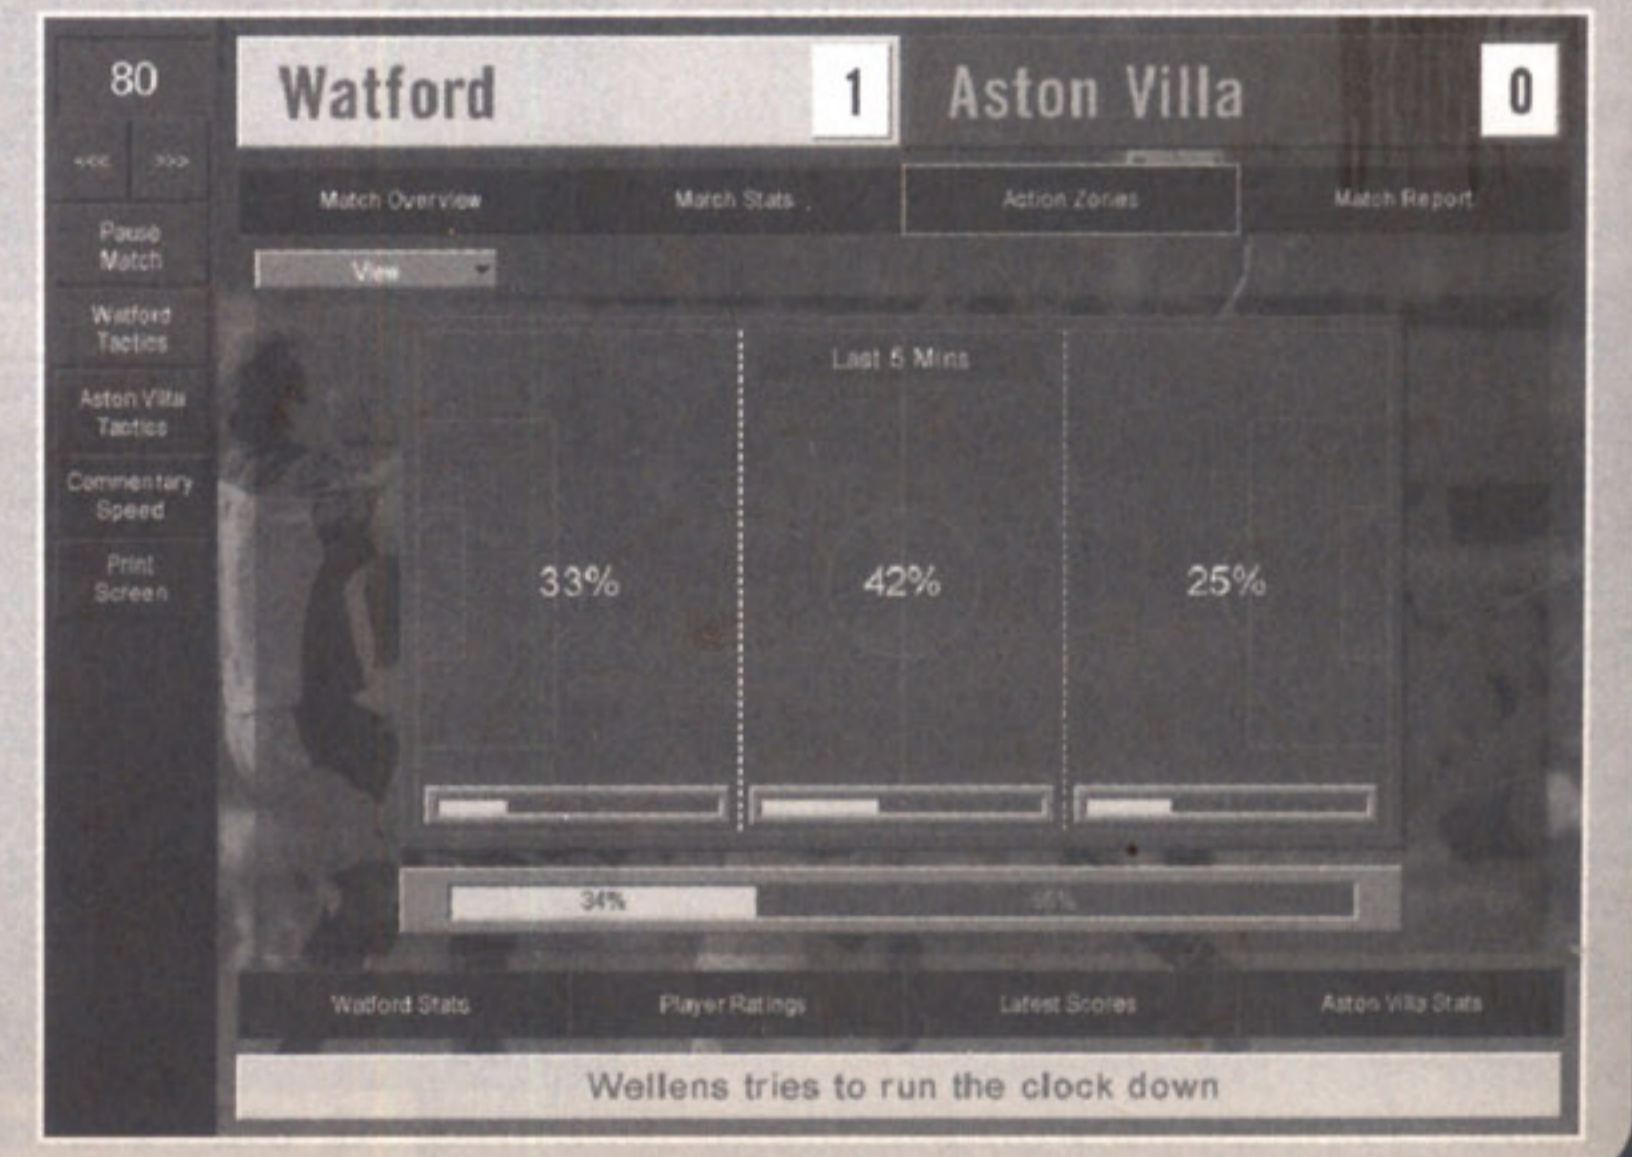 80
Watford 1 Aston Villa 0
<<< >>>
Match Overview Match Stats Action Zones Match Report
Pause
Match
View
Watford
Tactics
Last 5 Mins
Aston Villa
Tactics
Commentary
Speed
Print
Screen
33% 42% 25%
34%
Watford Stats Player Ratings Latest Scores Aston Villa Stats
Wellens tries to run the clock down